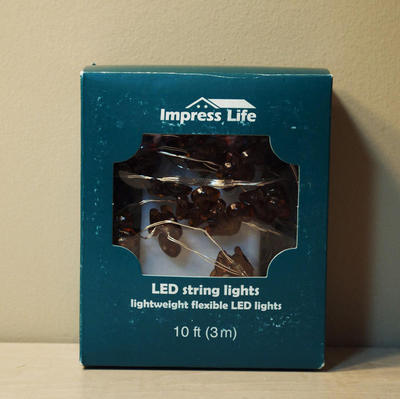 Impress Life
LED string lights
lightweight flexible LED lights
10 ft (3 m)